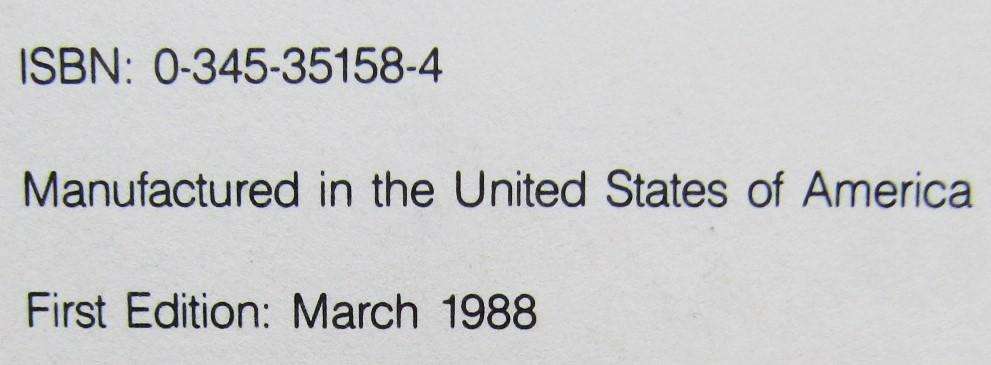 ISBN: 0-345-35158-4
Manufactured in the United States of America
First Edition: March 1988